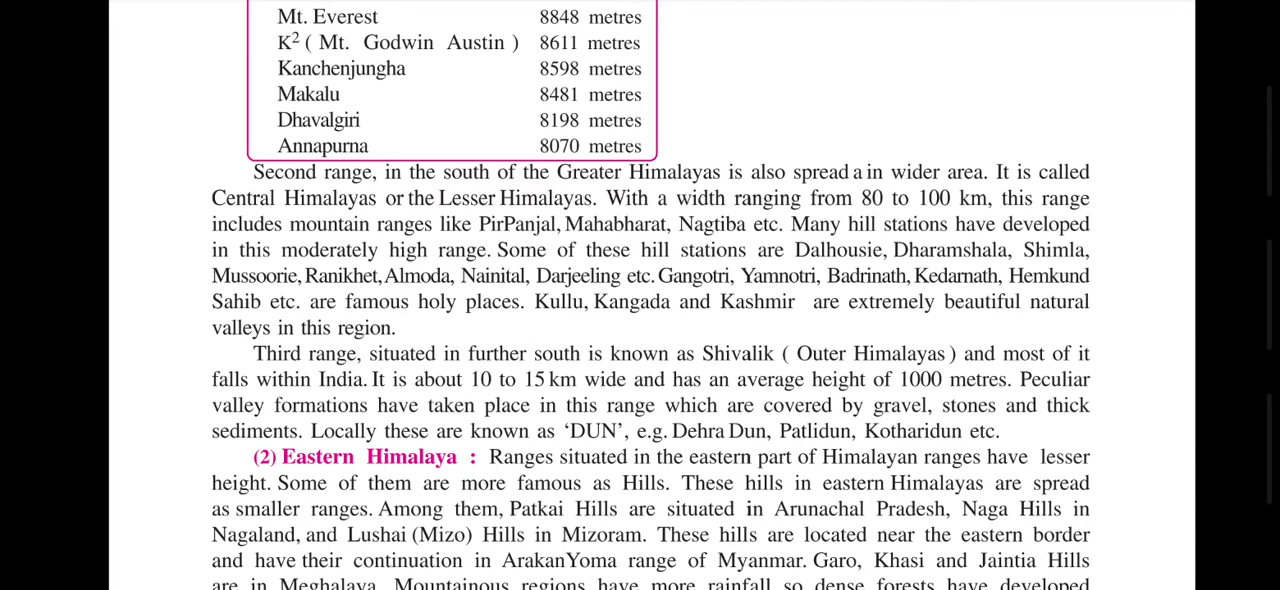 Mt. Everest 8848 metres
K² ( Mt. Godwin Austin ) 8611 metres
Kanchenjungha 8598 metres
Makalu 8481 metres
Dhavalgiri 8198 metres
Annapurna 8070 metres
Second range, in the south of the Greater Himalayas is also spread a in wider area. It is called
Central Himalayas or the Lesser Himalayas. With a width ranging from 80 to 100 km, this range
includes mountain ranges like PirPanjal, Mahabharat, Nagtiba etc. Many hill stations have developed
in this moderately high range. Some of these hill stations are Dalhousie, Dharamshala, Shimla,
Mussoorie, Ranikhet, Almoda, Nainital, Darjeeling etc. Gangotri, Yamnotri, Badrinath, Kedarnath, Hemkund
Sahib etc. are famous holy places. Kullu, Kangada and Kashmir are extremely beautiful natural
valleys in this region.
Third range, situated in further south is known as Shivalik ( Outer Himalayas ) and most of it
falls within India. It is about 10 to 15 km wide and has an average height of 1000 metres. Peculiar
valley formations have taken place in this range which are covered by gravel, stones and thick
sediments. Locally these are known as ‘DUN’, e.g. Dehra Dun, Patlidun, Kotharidun etc.
(2) Eastern Himalaya : Ranges situated in the eastern part of Himalayan ranges have lesser
height. Some of them are more famous as Hills. These hills in eastern Himalayas are spread
as smaller ranges. Among them, Patkai Hills are situated in Arunachal Pradesh, Naga Hills in
Nagaland, and Lushai (Mizo) Hills in Mizoram. These hills are located near the eastern border
and have their continuation in ArakanYoma range of Myanmar. Garo, Khasi and Jaintia Hills
are in Meghalaya. Mountainous regions have more rainfall so dense forests have developed